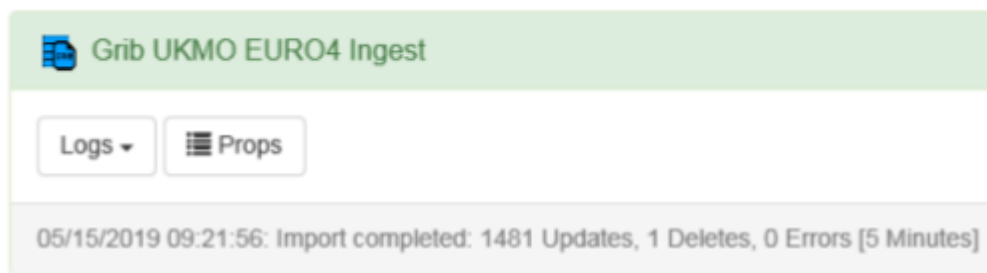 Grib UKMO EURO4 Ingest
Logs Props
05/15/2019 09:21:56: Import completed: 1481 Updates, 1 Deletes, 0 Errors [5 Minutes]